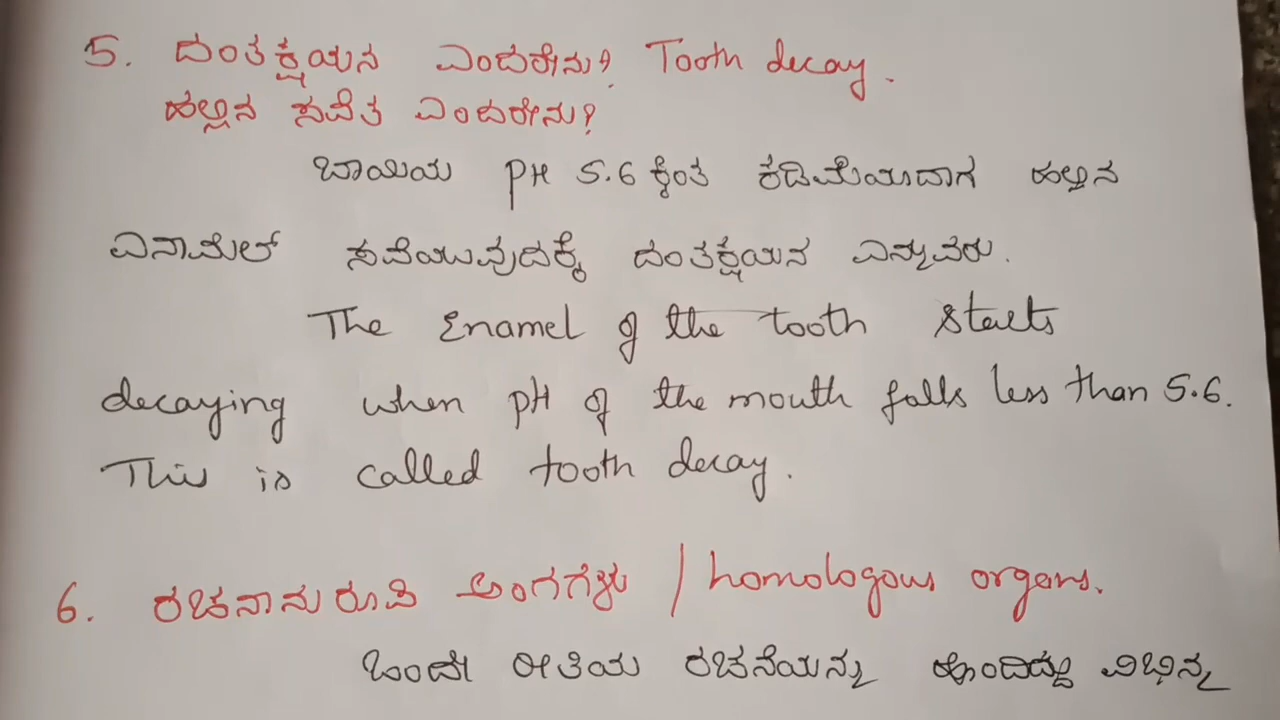 5. ದಂತಕ್ಷಯನ ಎಂದರೇನು? Tooth decay.
ಹಲ್ಲಿನ ಸವೆತ ಎಂದರೇನು?
ಬಾಯಿಯ pH 5.6 ಕ್ಕಿಂತ ಕಡಿಮೆಯಾದಾಗ ಹಲ್ಲಿನ
ಎನಾಮೆಲ್ ಸವೆಯುವುದಕ್ಕೆ ದಂತಕ್ಷಯನ ಎನ್ನುವರು.
The Enamel of the tooth starts
decaying when pH of the mouth falls less than 5.6.
This is called tooth decay.
6. ರಚನಾನುರೂಪಿ ಅಂಗಗಳು / homologous organs.
ಒಂದೇ ರೀತಿಯ ರಚನೆಯನ್ನು ಹೊಂದಿದ್ದು ವಿಭಿನ್ನ